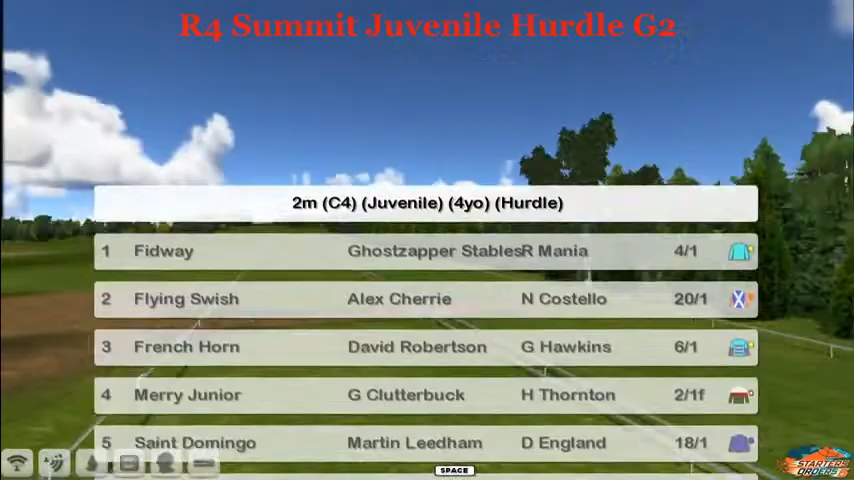 R4 Summit Juvenile Hurdle G2
2m (C4) (Juvenile) (4yo) (Hurdle)
1 Fidway Ghostzapper StablesR Mania 4/1
2 Flying Swish Alex Cherrie N Costello 20/1
3 French Horn David Robertson G Hawkins 6/1
4 Merry Junior G Clutterbuck H Thornton 2/1f
5 Saint Domingo Martin Leedham D England 18/1
SPACE
STARTERS
ORDERS